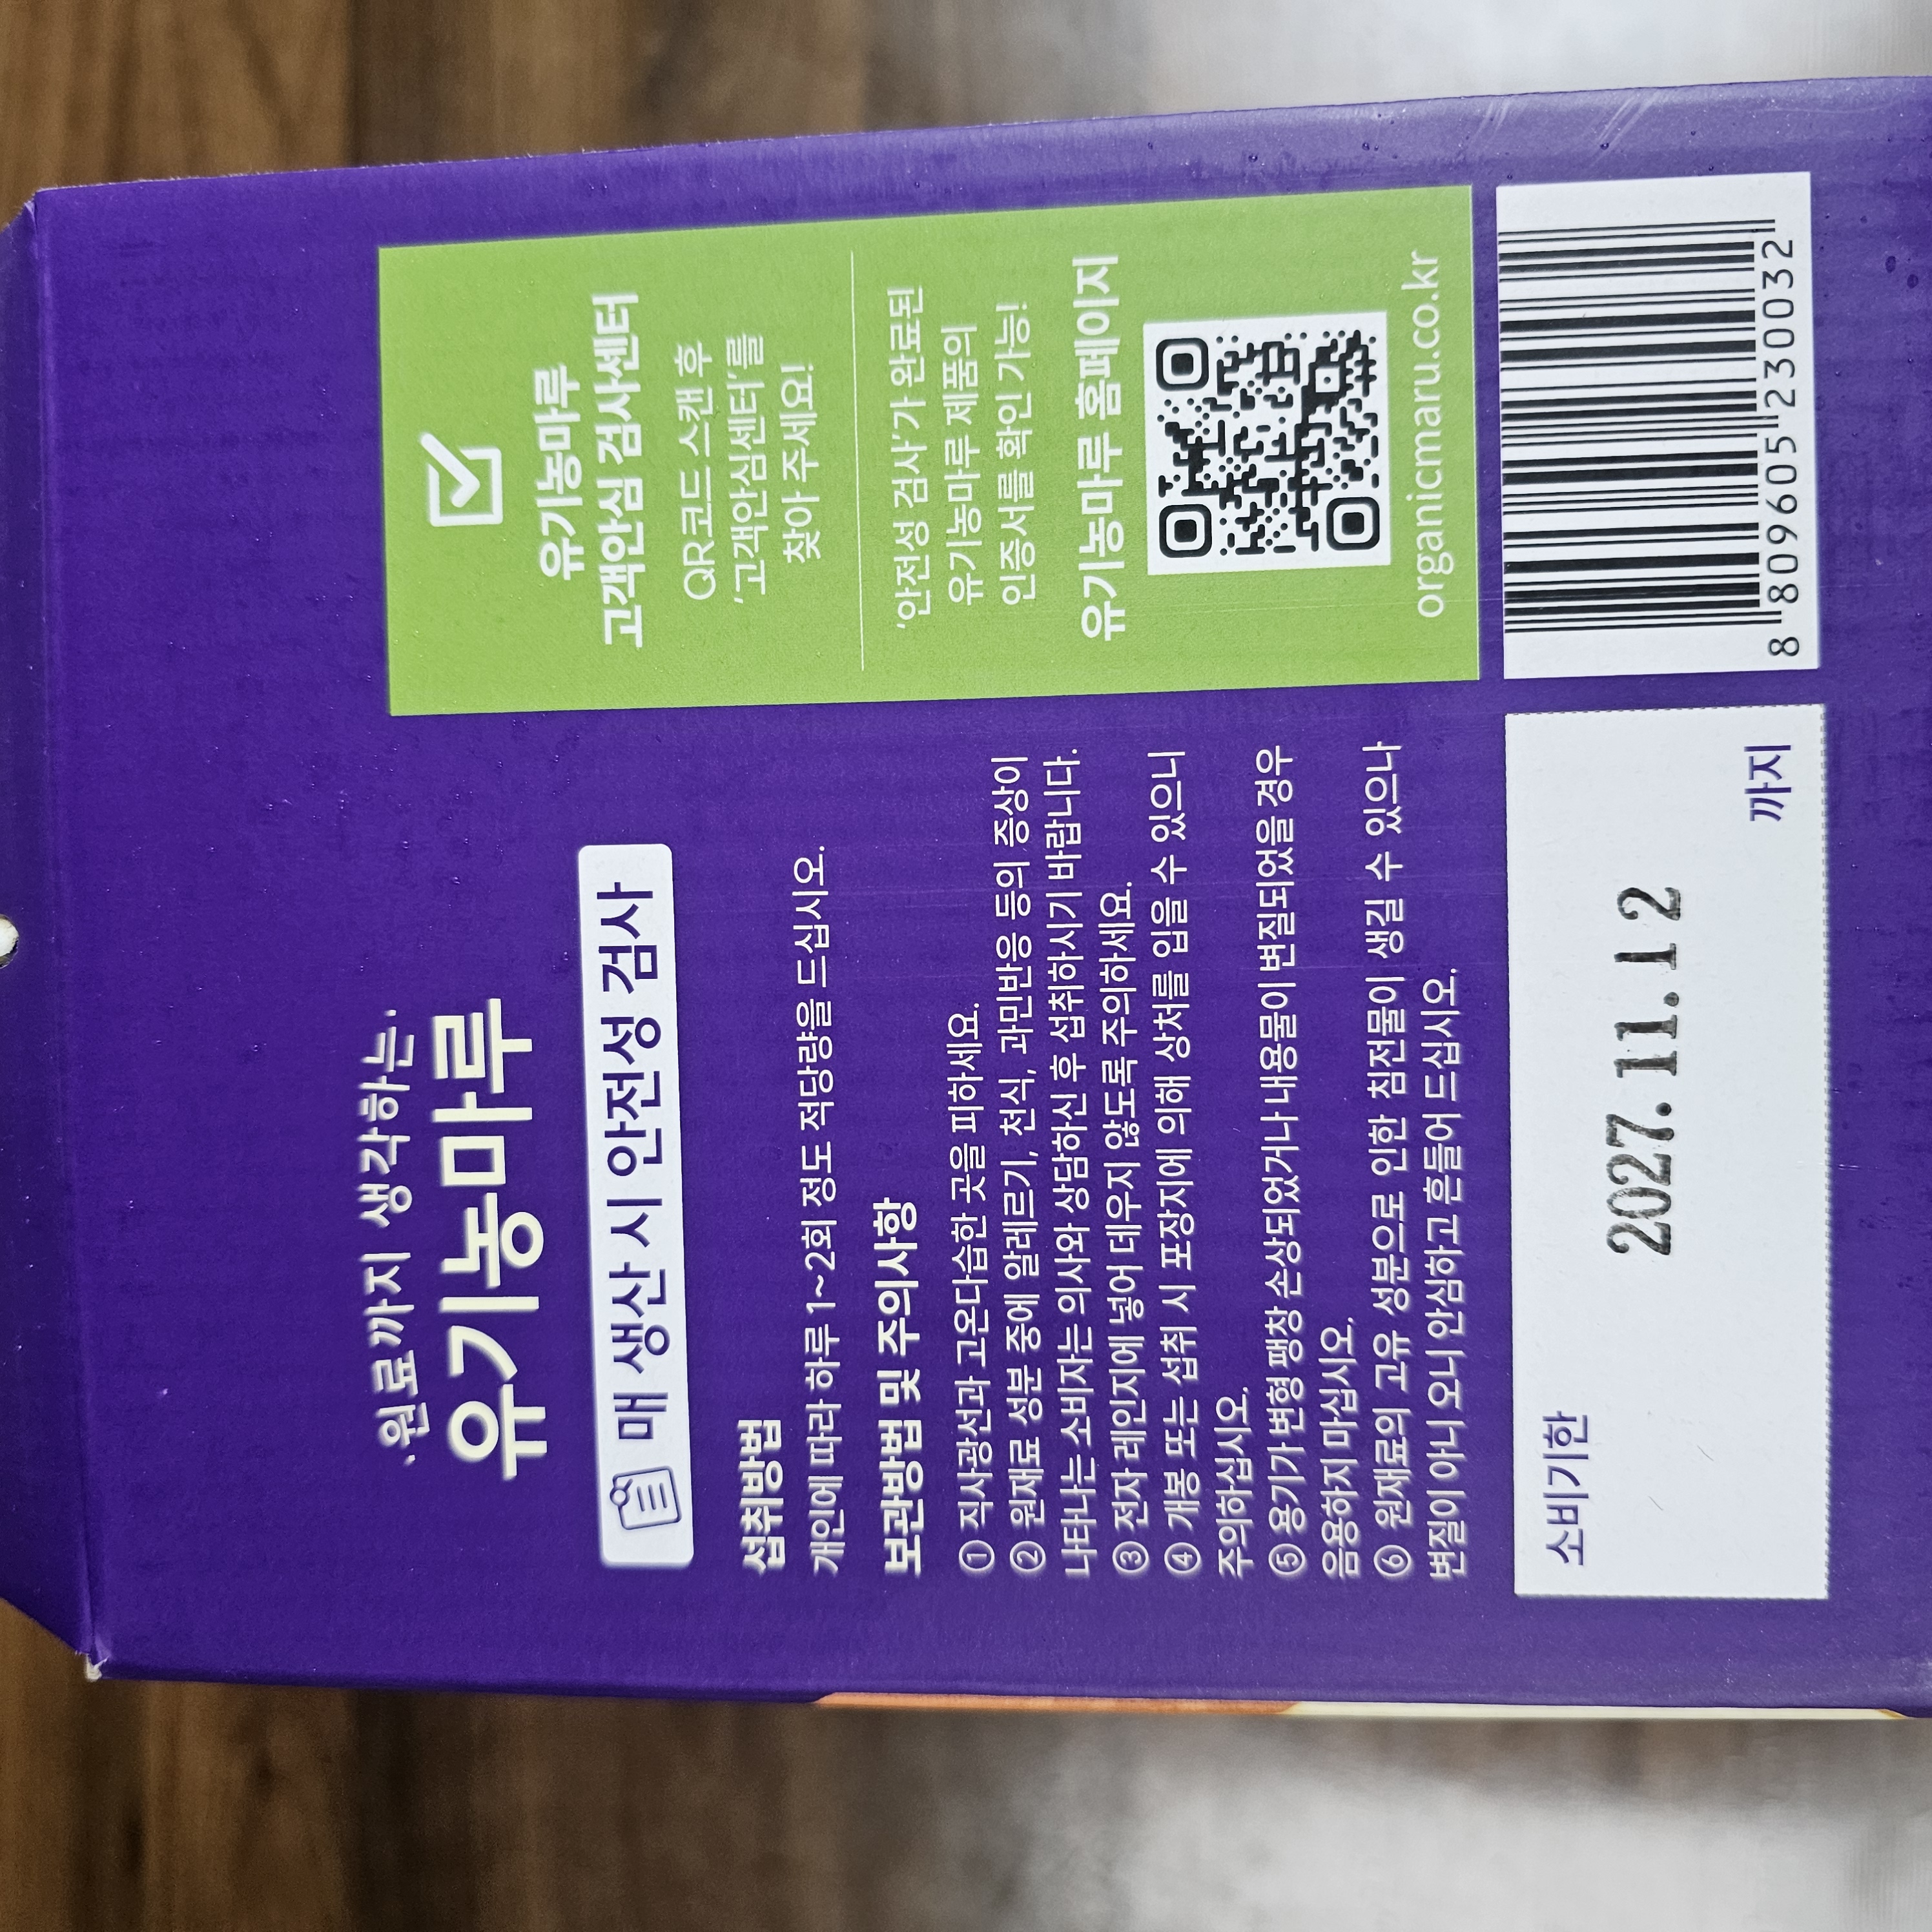 '원료까지 생각하는'
유기농마루
매 생산 시 안전성 검사
섭취방법
개인에 따라 하루 1~2회 정도 적당량을 드십시오.
보관방법 및 주의사항
① 직사광선과 고온다습한 곳을 피하세요.
② 원재료 성분 중에 알레르기, 천식, 과민반응 등의 증상이
나타나는 소비자는 의사와 상담하신 후 섭취하시기 바랍니다.
③ 전자 레인지에 넣어 데우지 않도록 주의하세요.
④ 개봉 또는 섭취 시 포장지에 의해 상처를 입을 수 있으니
주의하십시오.
⑤ 용기가 변형 팽창 손상되었거나 내용물이 변질되었을 경우
음용하지 마십시오.
⑥ 원재료의 고유 성분으로 인한 침전물이 생길 수 있으나
변질이 아니 오니 안심하고 흔들어 드십시오.
소비기한
2027.11.12
까지
유기농마루
고객안심 검사센터
QR코드 스캔 후
'고객안심센터'를
찾아 주세요!
'안전성 검사'가 완료된
유기농마루 제품의
인증서를 확인 가능!
유기농마루 홈페이지
organicmaru.co.kr
8 809605 230032